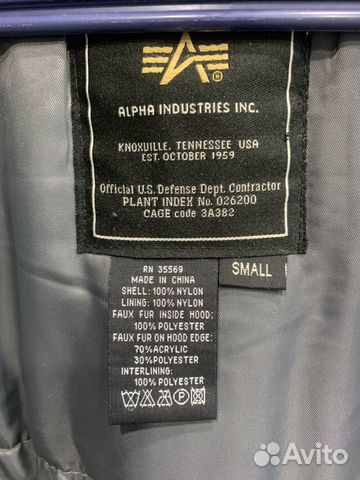 ALPHA INDUSTRIES INC.
KNOXUILLE, TENNESSEE USA
EST. OCTOBER 1959
Official U.S. Defense Dept. Contractor
PLANT INDEX No. 026200
CAGE code 3A382
SMALL
RN 35569
MADE IN CHINA
SHELL: 100% NYLON
LINING: 100% NYLON
FAUX FUR INSIDE HOOD:
100% POLYESTER
FAUX FUR ON HOOD EDGE:
70% ACRYLIC
30% POLYESTER
INTERLINING:
100% POLYESTER
Avito